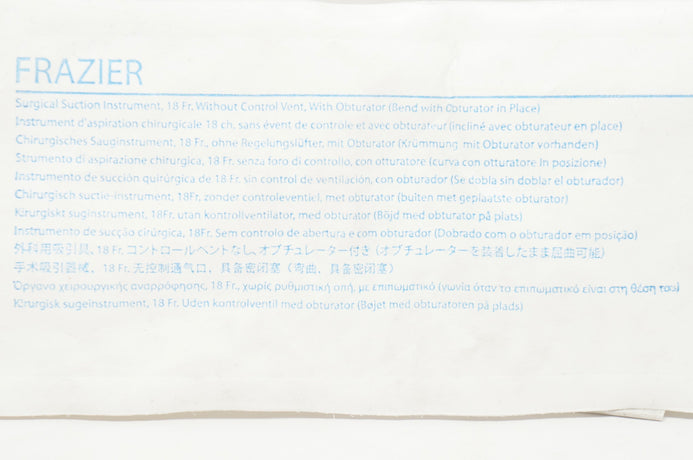 FRAZIER
Surgical Suction Instrument, 18 Fr. Without Control Vent, With Obturator (Bend with Obturator in Place)
Instrument d'aspiration chirurgicale 18 ch. sans évent de controle et avec obturateur (incliné avec obturateur en place)
Chirurgisches Sauginstrument, 18 Fr., ohne Regelungslüfter, mit Obturator (Krümmung mit Obturator vorhanden)
Strumento di aspirazione chirurgica, 18 Fr. senza foro di controllo, con otturatore (curva con otturatore in posizione)
Instrumento de succión quirúrgica de 18 Fr. sin control de ventilación, con obturador (Se dobla sin doblar el obturador)
Chirurgisch suctie-instrument, 18Fr, zonder controleventiel, met obturator (buiten met geplaatste obturator)
Kirurgiskt suginstrument, 18Fr. utan kontrollventilator, med obturator (Böjd med obturator på plats)
Instrumento de sucção cirúrgica, 18Fr. Sem controlo de abertura e com obturador (Dobrado com o obturador em posição)
外科用吸引具、18 Fr. コントロールベントなし、オブチュレーター付き (オブチュレーターを装着したまま屈曲可能)
手术吸引器械、18 Fr. 无控制通气口，具备密闭塞（弯曲、具备密闭塞）
Όργανο χειρουργικής αναρρόφησης, 18 Fr., χωρίς ρυθμιστική οπή, με επιπωματικό (γωνία όταν το επιπωματικό είναι στη θέση του)
Kirurgisk sugeinstrument, 18 Fr. Uden kontrolventil med obturator (Bøjet med obturatoren på plads)